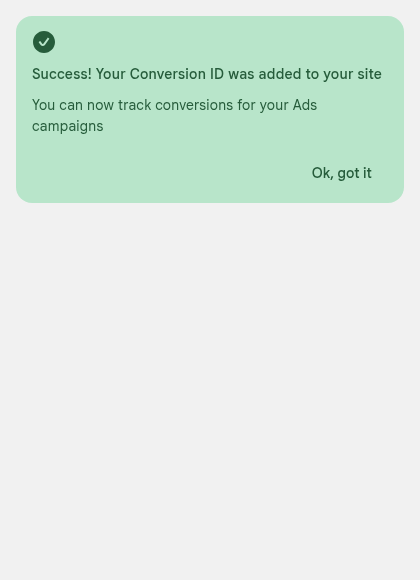 Success! Your Conversion ID was added to your site
You can now track conversions for your Ads
campaigns
Ok, got it